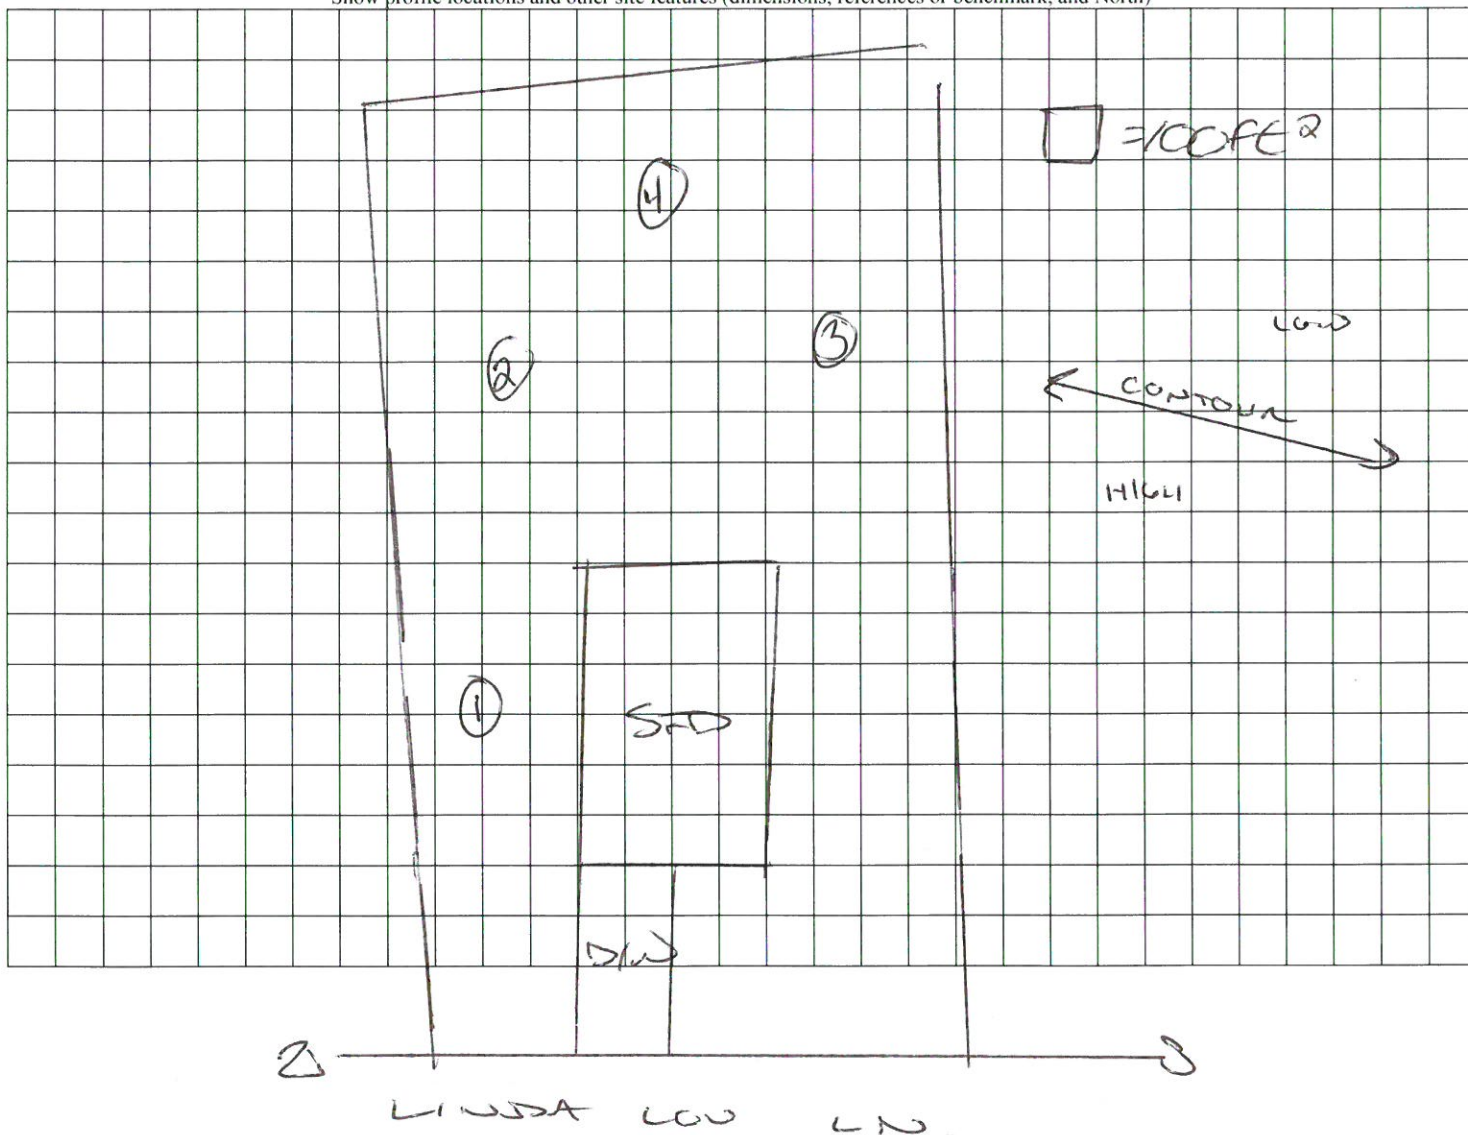 Show profile locations and other site features (dimensions, references or benchmark, and North)
=100ft²
4
LOW
3
2
CONTOUR
HIGH
1
SFD
D/W
LINDA LOU LN